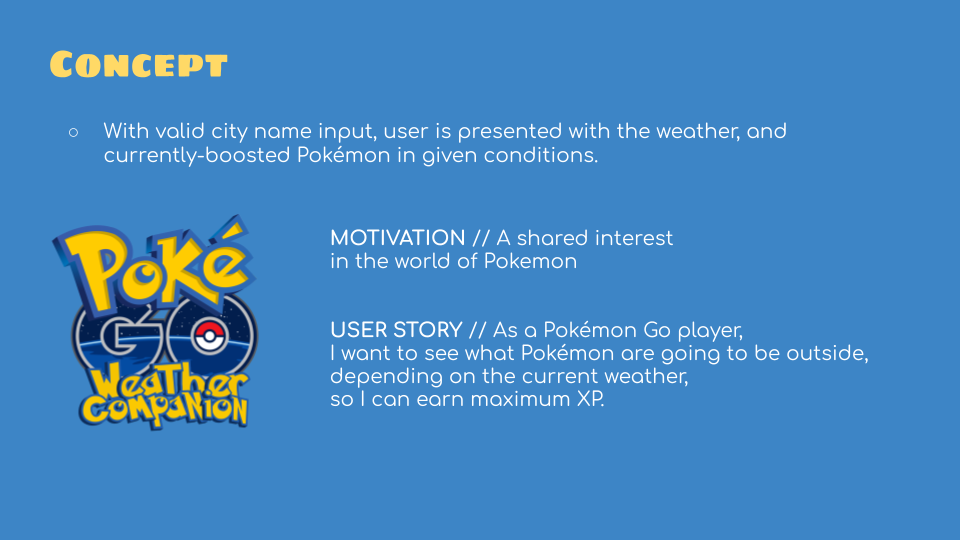 Concept
○ With valid city name input, user is presented with the weather, and
currently-boosted Pokémon in given conditions.
Poké
GO
Weather
Companion
MOTIVATION // A shared interest
in the world of Pokemon
USER STORY // As a Pokémon Go player,
I want to see what Pokémon are going to be outside,
depending on the current weather,
so I can earn maximum XP.